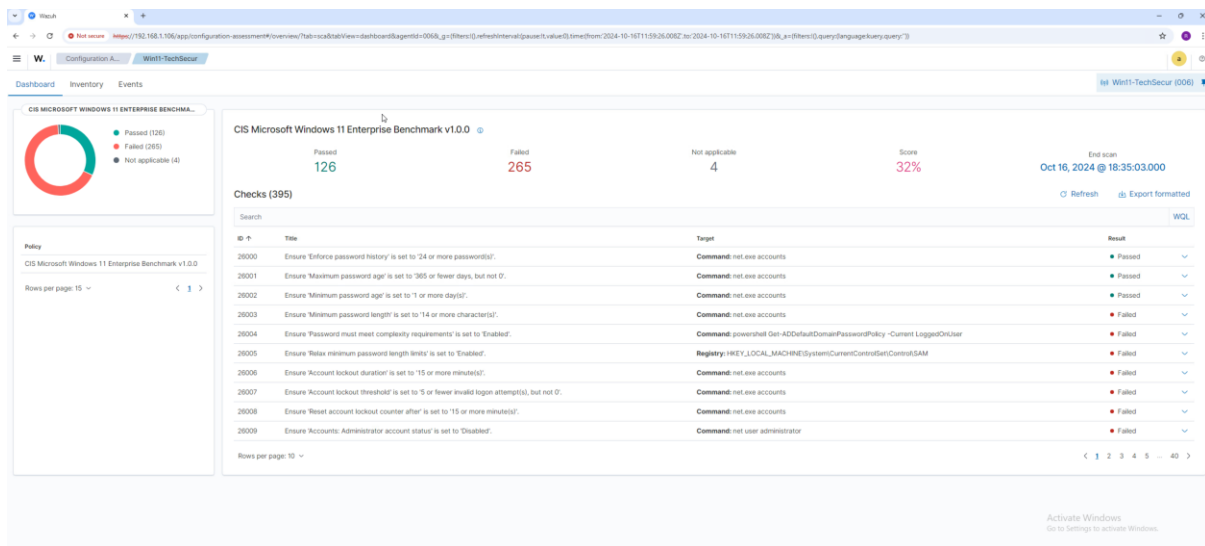 Wazuh
Not secure https://192.168.1.106/app/configuration-assessment#/overview/?tab=sca&tabView=dashboard&agentId=006&_g=(filters:!(),refreshInterval:(pause:!t,value:0),time:(from:'2024-10-16T11:59:26.008Z',to:'2024-10-16T11:59:26.008Z'))&_a=(filters:!(),query:(language:kuery,query:''))
W. Configuration A... Win11-TechSecur a
Dashboard Inventory Events Win11-TechSecur (006)
CIS MICROSOFT WINDOWS 11 ENTERPRISE BENCHMA...
Passed (126)
Failed (265)
Not applicable (4)
Policy
CIS Microsoft Windows 11 Enterprise Benchmark v1.0.0
Rows per page: 15 < 1 >
CIS Microsoft Windows 11 Enterprise Benchmark v1.0.0
Passed Failed Not applicable Score End scan
126 265 4 32% Oct 16, 2024 @ 18:35:03.000
Checks (395) Refresh Export formatted
Search WQL
ID ↑ Title Target Result
26000 Ensure 'Enforce password history' is set to '24 or more password(s)'. Command: net.exe accounts Passed
26001 Ensure 'Maximum password age' is set to '365 or fewer days, but not 0'. Command: net.exe accounts Passed
26002 Ensure 'Minimum password age' is set to '1 or more day(s)'. Command: net.exe accounts Passed
26003 Ensure 'Minimum password length' is set to '14 or more character(s)'. Command: net.exe accounts Failed
26004 Ensure 'Password must meet complexity requirements' is set to 'Enabled'. Command: powershell Get-ADDefaultDomainPasswordPolicy -Current LoggedOnUser Failed
26005 Ensure 'Relax minimum password length limits' is set to 'Enabled'. Registry: HKEY_LOCAL_MACHINE\System\CurrentControlSet\Control\SAM Failed
26006 Ensure 'Account lockout duration' is set to '15 or more minute(s)'. Command: net.exe accounts Failed
26007 Ensure 'Account lockout threshold' is set to '5 or fewer invalid logon attempt(s), but not 0'. Command: net.exe accounts Failed
26008 Ensure 'Reset account lockout counter after' is set to '15 or more minute(s)'. Command: net.exe accounts Failed
26009 Ensure 'Accounts: Administrator account status' is set to 'Disabled'. Command: net user administrator Failed
Rows per page: 10 < 1 2 3 4 5 ... 40 >
Activate Windows
Go to Settings to activate Windows.